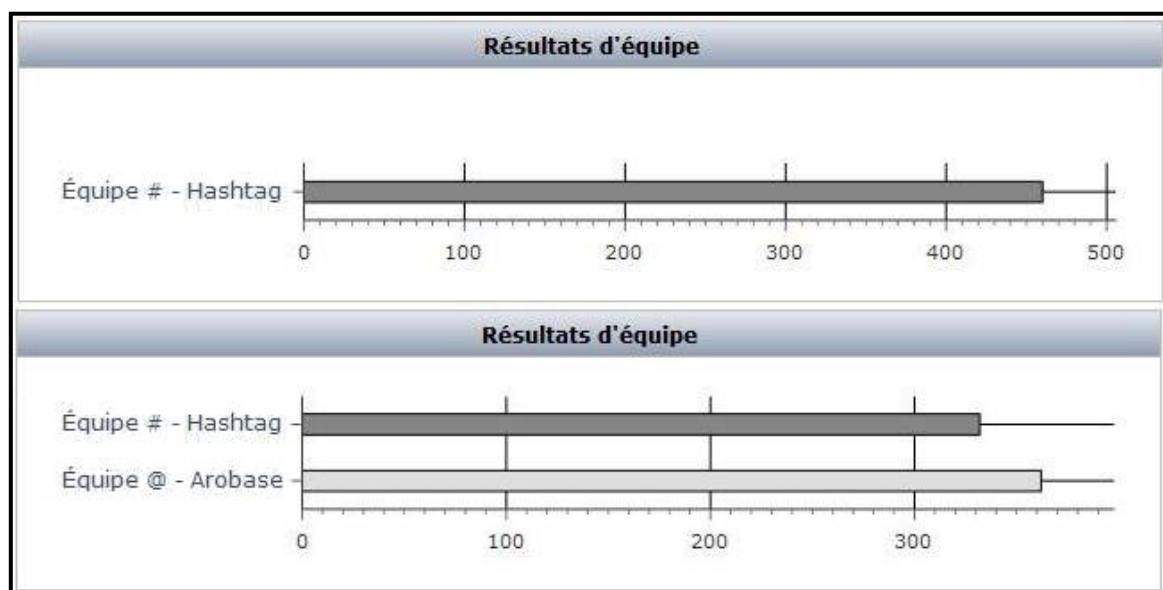 Résultats d'équipe
Équipe # - Hashtag
0 100 200 300 400 500
Résultats d'équipe
Équipe # - Hashtag
Équipe @ - Arobase
0 100 200 300